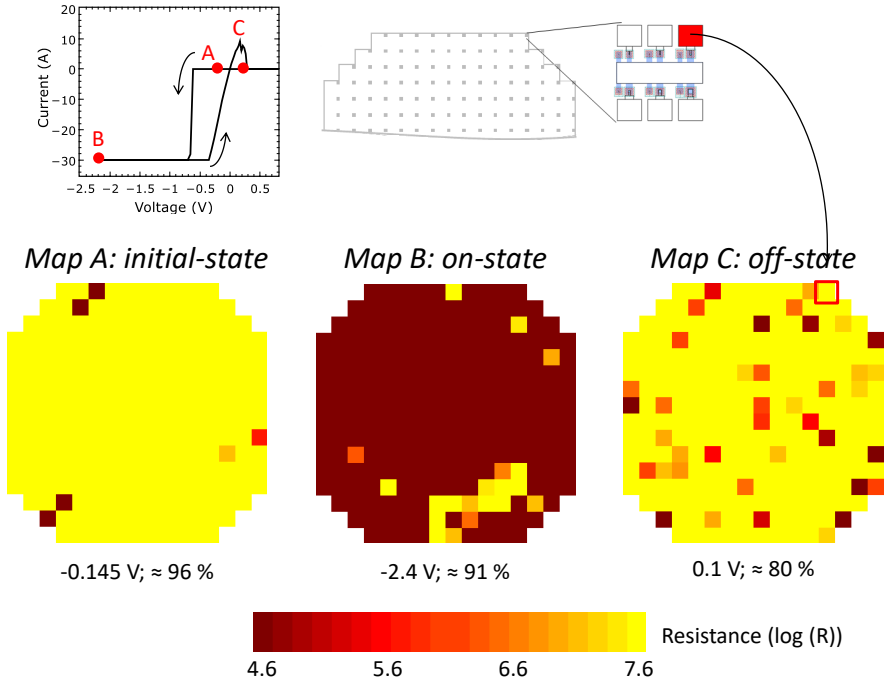 20
10
0
−10
−20
−30
Current (A)
A
B
C
−2.5 −2 −1.5 −1 −0.5 0 0.5
Voltage (V)
Map A: initial-state
Map B: on-state
Map C: off-state
-0.145 V; ≈ 96 %
-2.4 V; ≈ 91 %
0.1 V; ≈ 80 %
Resistance (log (R))
4.6 5.6 6.6 7.6